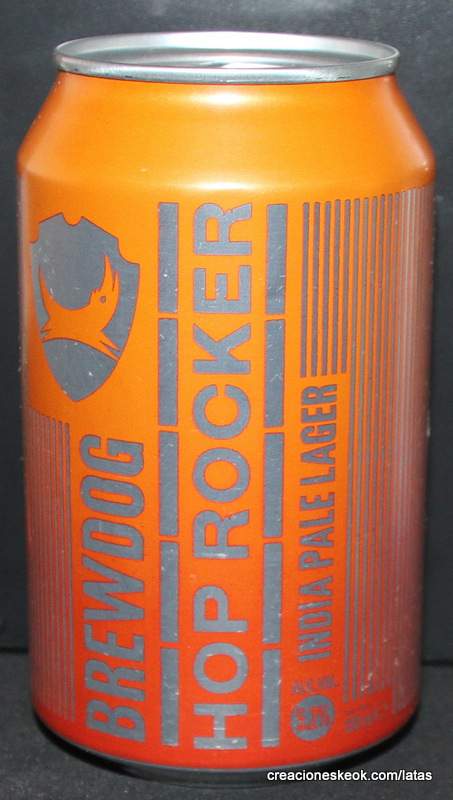 BREWDOG
HOP ROCKER
INDIA PALE LAGER
creacioneskeok.com/latas